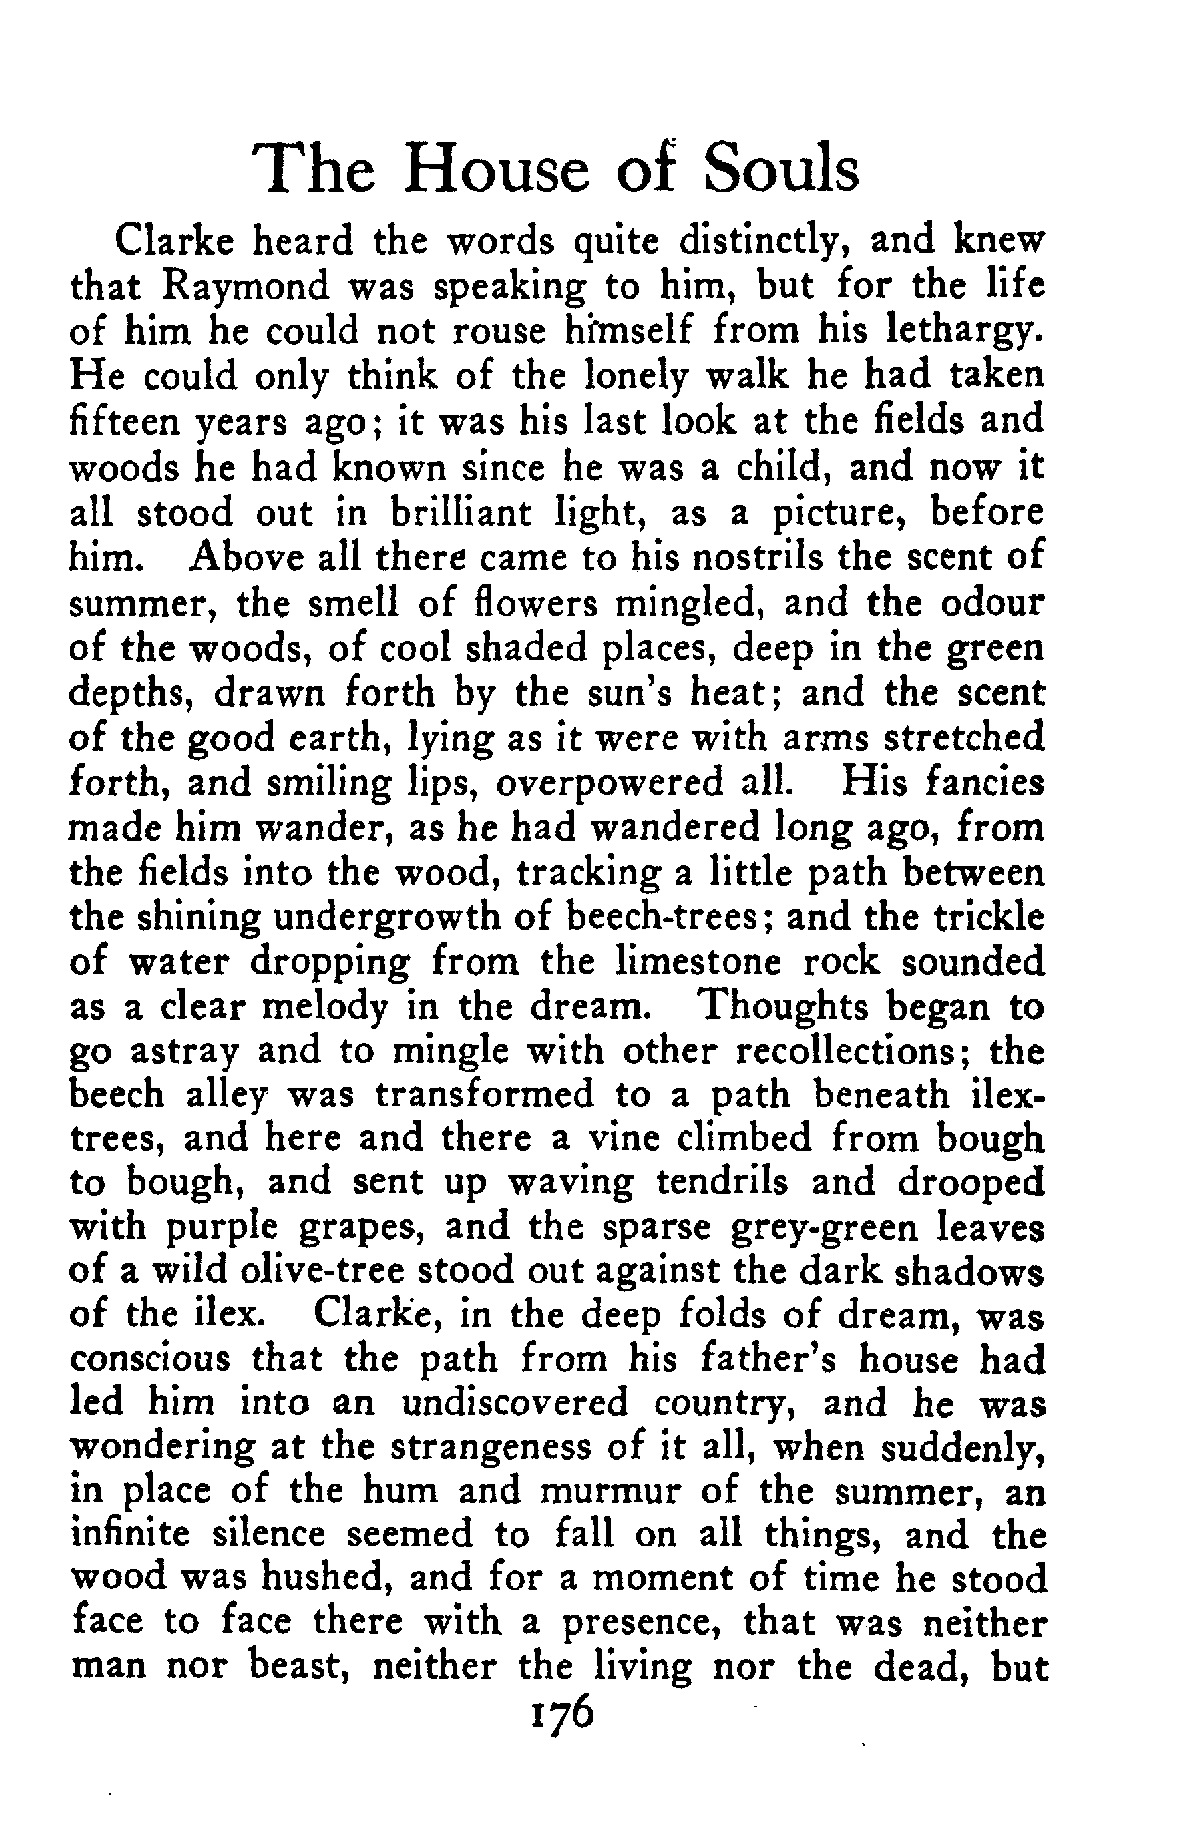 The House of Souls
Clarke heard the words quite distinctly, and knew
that Raymond was speaking to him, but for the life
of him he could not rouse himself from his lethargy.
He could only think of the lonely walk he had taken
fifteen years ago; it was his last look at the fields and
woods he had known since he was a child, and now it
all stood out in brilliant light, as a picture, before
him. Above all there came to his nostrils the scent of
summer, the smell of flowers mingled, and the odour
of the woods, of cool shaded places, deep in the green
depths, drawn forth by the sun's heat; and the scent
of the good earth, lying as it were with arms stretched
forth, and smiling lips, overpowered all. His fancies
made him wander, as he had wandered long ago, from
the fields into the wood, tracking a little path between
the shining undergrowth of beech-trees; and the trickle
of water dropping from the limestone rock sounded
as a clear melody in the dream. Thoughts began to
go astray and to mingle with other recollections; the
beech alley was transformed to a path beneath ilex-
trees, and here and there a vine climbed from bough
to bough, and sent up waving tendrils and drooped
with purple grapes, and the sparse grey-green leaves
of a wild olive-tree stood out against the dark shadows
of the ilex. Clarke, in the deep folds of dream, was
conscious that the path from his father's house had
led him into an undiscovered country, and he was
wondering at the strangeness of it all, when suddenly,
in place of the hum and murmur of the summer, an
infinite silence seemed to fall on all things, and the
wood was hushed, and for a moment of time he stood
face to face there with a presence, that was neither
man nor beast, neither the living nor the dead, but
176